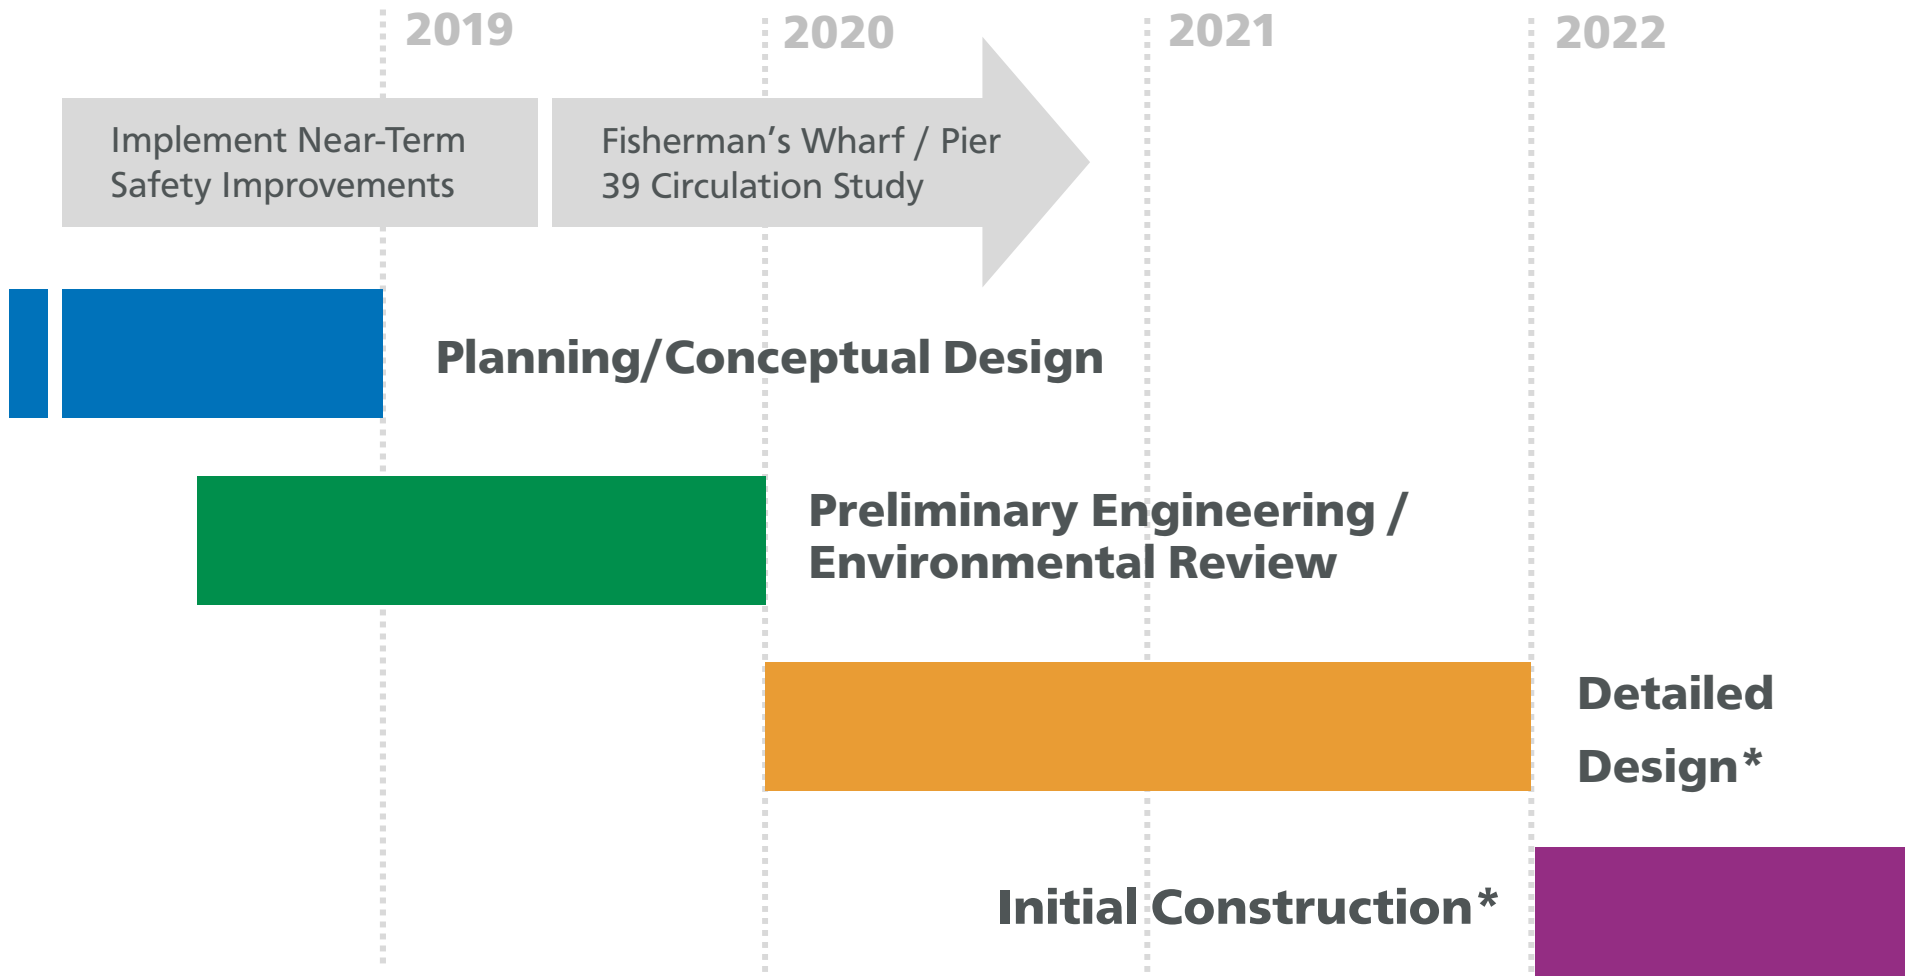 2019
2020
2021
2022
Implement Near-Term
Safety Improvements
Fisherman’s Wharf / Pier
39 Circulation Study
Planning/Conceptual Design
Preliminary Engineering /
Environmental Review
Detailed
Design*
Initial Construction*